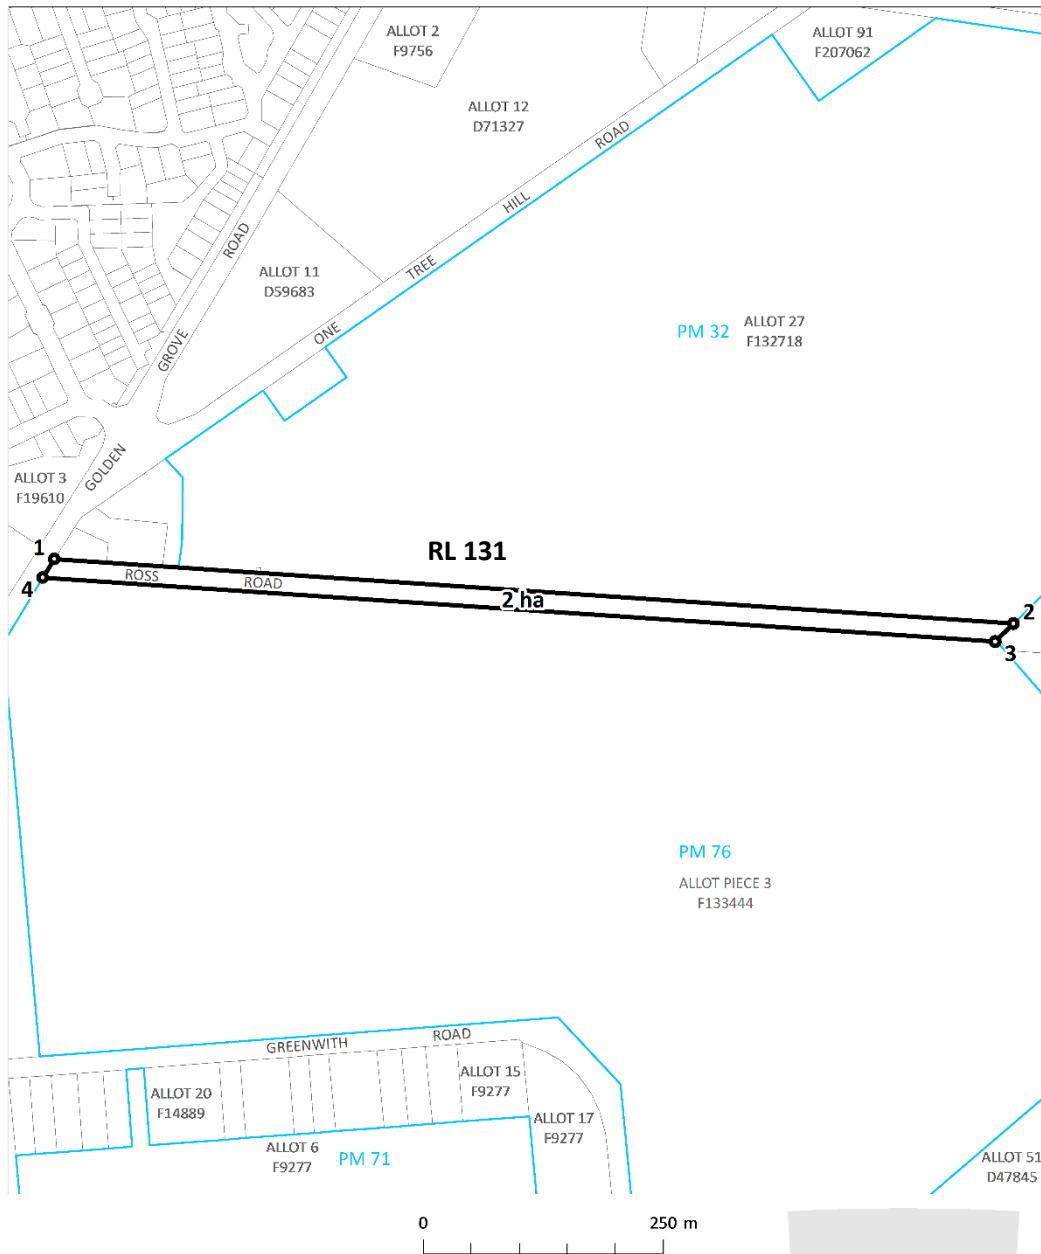 ALLOT 2
F9756
ALLOT 91
F207062
ALLOT 12
D71327
ROAD
HILL
TREE
ONE
ROAD
GROVE
GOLDEN
ALLOT 11
D59683
PM 32
ALLOT 27
F132718
ALLOT 3
F19610
1
RL 131
4
ROSS
ROAD
2 ha
2
3
PM 76
ALLOT PIECE 3
F133444
GREENWITH
ROAD
ALLOT 15
F9277
ALLOT 20
F14889
ALLOT 17
F9277
ALLOT 6
F9277
PM 71
ALLOT 51
D47845
0
250 m